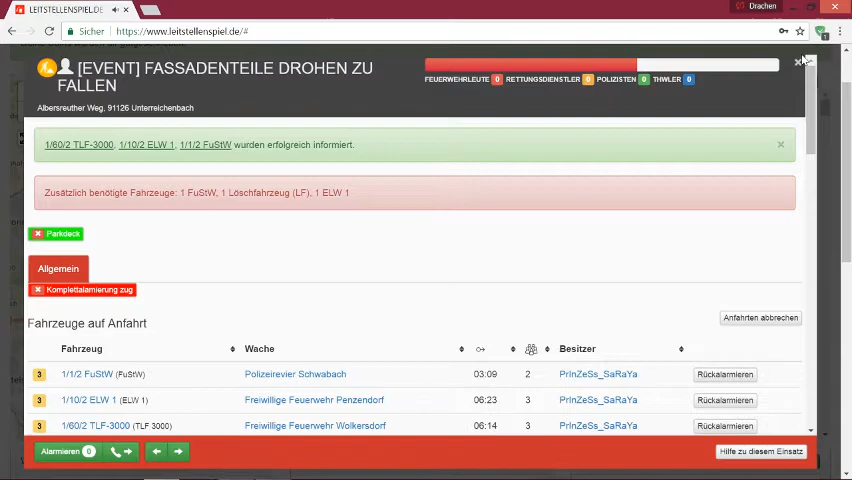 LEITSTELLENSPIEL.DE
Drachen
Sicher https://www.leitstellenspiel.de/#
[EVENT] FASSADENTEILE DROHEN ZU
FALLEN
Albersreuther Weg, 91126 Unterreichenbach
FEUERWEHRLEUTE 0 RETTUNGSDIENSTLER 0 POLIZISTEN 0 THWLER 0
1/60/2 TLF-3000, 1/10/2 ELW 1, 1/1/2 FuStW wurden erfolgreich informiert.
Zusätzlich benötigte Fahrzeuge: 1 FuStW, 1 Löschfahrzeug (LF), 1 ELW 1
Parkdeck
Allgemein
Komplettalamierung zug
Fahrzeuge auf Anfahrt
Anfahrten abbrechen
Fahrzeug Wache Besitzer
3 1/1/2 FuStW (FuStW) Polizeirevier Schwabach 03:09 2 PrInZeSs_SaRaYa Rückalarmieren
3 1/10/2 ELW 1 (ELW 1) Freiwillige Feuerwehr Penzendorf 06:23 3 PrInZeSs_SaRaYa Rückalarmieren
3 1/60/2 TLF-3000 (TLF 3000) Freiwillige Feuerwehr Wolkersdorf 06:14 3 PrInZeSs_SaRaYa Rückalarmieren
Alarmieren 0
Hilfe zu diesem Einsatz